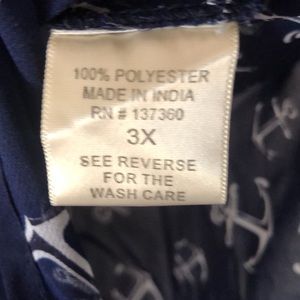 100% POLYESTER
MADE IN INDIA
RN # 137360
3X
SEE REVERSE
FOR THE
WASH CARE